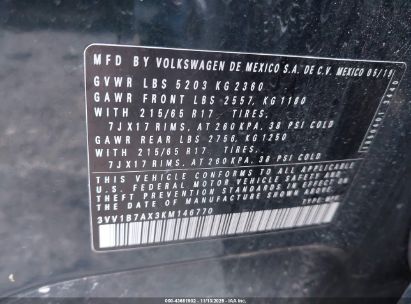 MFD BY VOLKSWAGEN DE MEXICO S.A. DE C.V. MEXICO 05/19
GVWR LBS 5203 KG 2360
GAWR FRONT LBS 2557, KG 1160
WITH 215/65 R17 TIRES,
7JX17 RIMS, AT 260 KPA, 38 PSI COLD
GAWR REAR LBS 2756, KG 1250
WITH 215/65 R17 TIRES,
7JX17 RIMS, AT 260 KPA, 38 PSI COLD
THIS VEHICLE CONFORMS TO ALL APPLICABLE
U.S. FEDERAL MOTOR VEHICLE SAFETY, BUMPER AND
THEFT PREVENTION STANDARDS IN EFFECT ON
THE DATE OF MANUFACTURE SHOWN ABOVE.
3VV1B7AX3KM146770 TYPE: